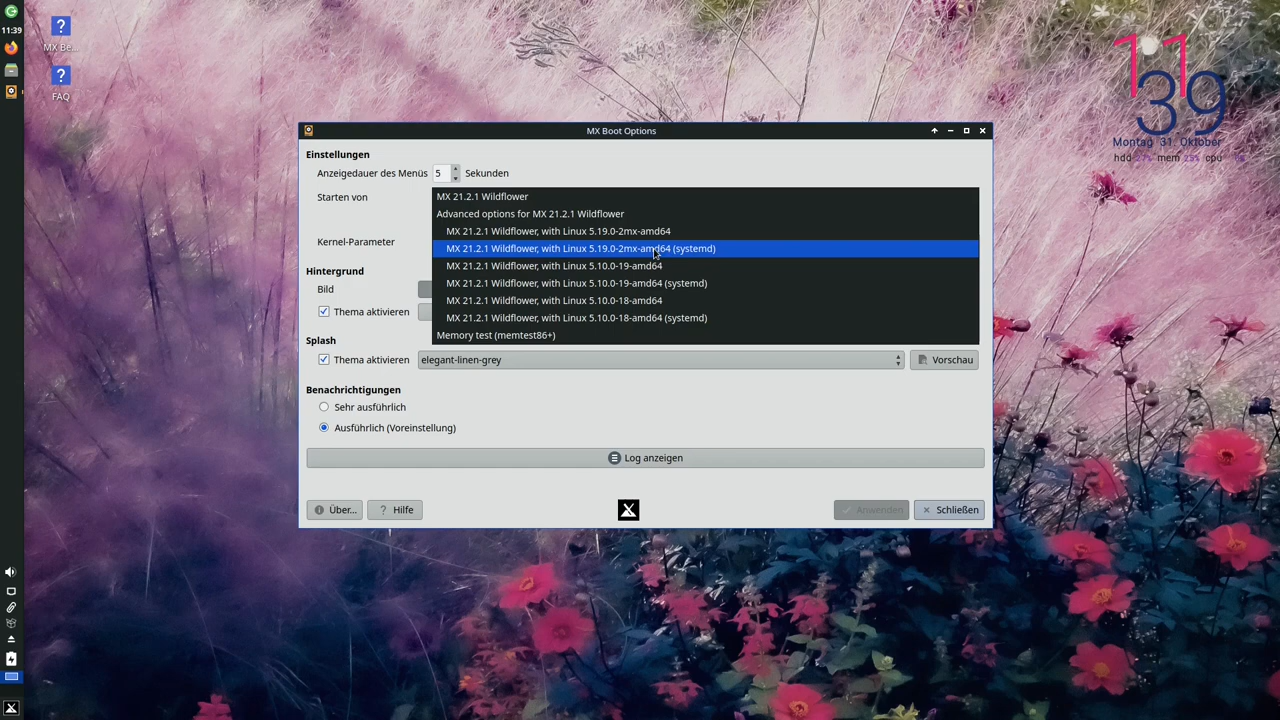 11:39
MX Be...
FAQ
11
39
Montag 31. Oktober
hdd 27% mem 23% cpu
MX Boot Options
Einstellungen
Anzeigedauer des Menüs 5 Sekunden
Starten von
MX 21.2.1 Wildflower
Advanced options for MX 21.2.1 Wildflower
MX 21.2.1 Wildflower, with Linux 5.19.0-2mx-amd64
MX 21.2.1 Wildflower, with Linux 5.19.0-2mx-amd64 (systemd)
MX 21.2.1 Wildflower, with Linux 5.10.0-19-amd64
MX 21.2.1 Wildflower, with Linux 5.10.0-19-amd64 (systemd)
MX 21.2.1 Wildflower, with Linux 5.10.0-18-amd64
MX 21.2.1 Wildflower, with Linux 5.10.0-18-amd64 (systemd)
Memory test (memtest86+)
Kernel-Parameter
Hintergrund
Bild
Thema aktivieren
Splash
Thema aktivieren elegant-linen-grey Vorschau
Benachrichtigungen
Sehr ausführlich
Ausführlich (Voreinstellung)
Log anzeigen
Über... Hilfe Anwenden Schließen